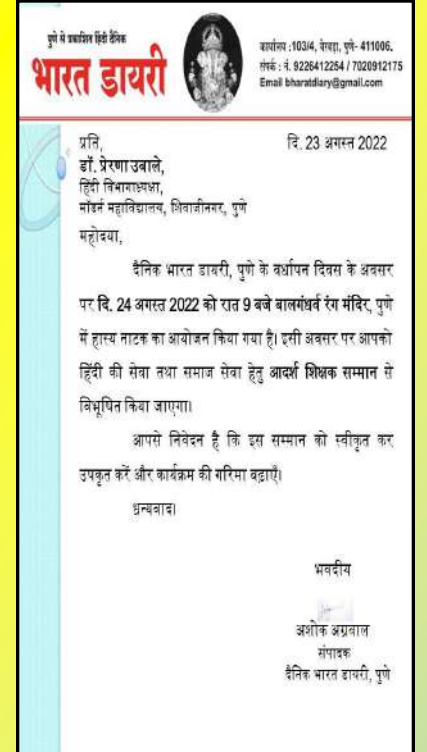 पुणे से प्रकाशित हिंदी दैनिक
भारत डायरी
कार्यालय :103/4, येरवड़ा, पुणे- 411006.
संपर्क : नं. 9226412254 / 7020912175
Email bharatdiary@gmail.com
प्रति,
दि. 23 अगस्त 2022
डॉ. प्रेरणा उबाळे,
हिंदी विभागाध्यक्षा,
मॉडर्न महाविद्यालय, शिवाजीनगर, पुणे
महोदया,
दैनिक भारत डायरी, पुणे के वर्धापन दिवस के अवसर
पर दि. 24 अगस्त 2022 को रात 9 बजे बालगंधर्व रंग मंदिर, पुणे
में हास्य नाटक का आयोजन किया गया है। इसी अवसर पर आपको
हिंदी की सेवा तथा समाज सेवा हेतु आदर्श शिक्षक सम्मान से
विभूषित किया जाएगा।
आपसे निवेदन है कि इस सम्मान को स्वीकृत कर
उपकृत करें और कार्यक्रम की गरिमा बढ़ाएँ।
धन्यवाद।
भवदीय
अशोक अग्रवाल
संपादक
दैनिक भारत डायरी, पुणे